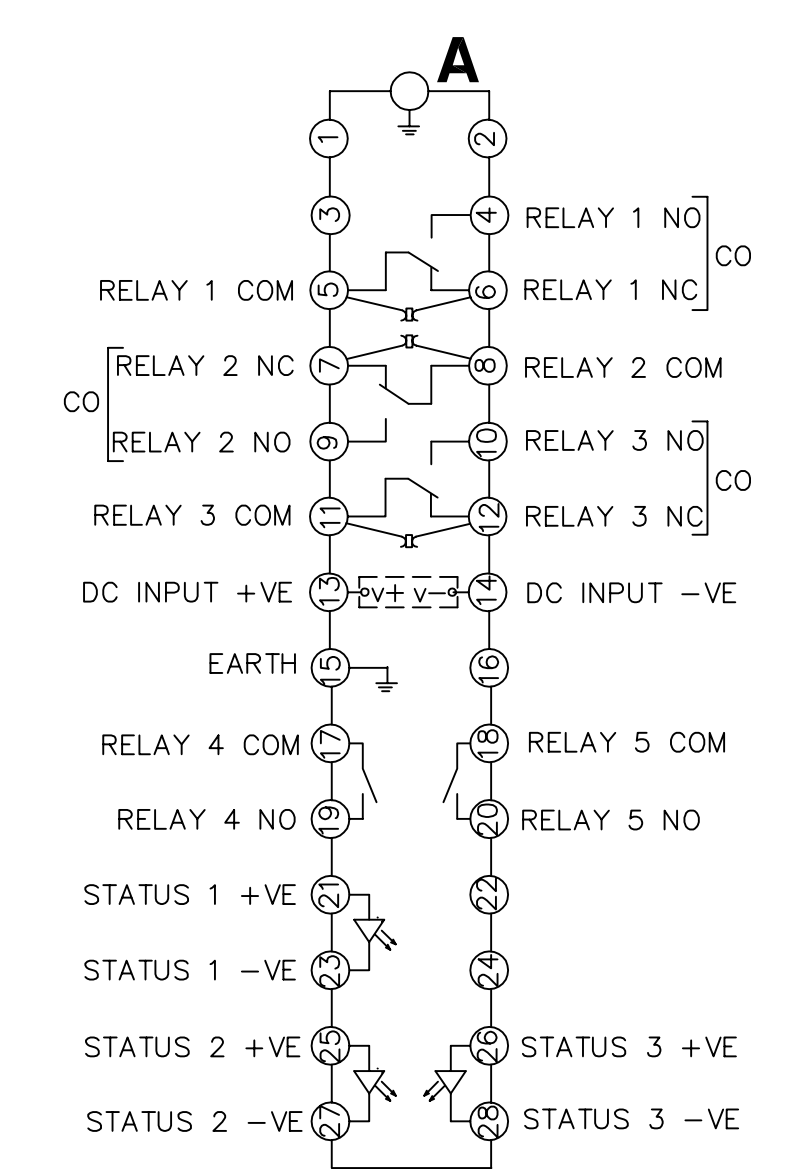 A
1 2
3 4 RELAY 1 NO
CO
RELAY 1 COM 5 6 RELAY 1 NC
RELAY 2 NC 7 8 RELAY 2 COM
CO
RELAY 2 NO 9 10 RELAY 3 NO
CO
RELAY 3 COM 11 12 RELAY 3 NC
DC INPUT +VE 13 V+ V− 14 DC INPUT −VE
EARTH 15 16
RELAY 4 COM 17 18 RELAY 5 COM
RELAY 4 NO 19 20 RELAY 5 NO
STATUS 1 +VE 21 22
STATUS 1 −VE 23 24
STATUS 2 +VE 25 26 STATUS 3 +VE
STATUS 2 −VE 27 28 STATUS 3 −VE